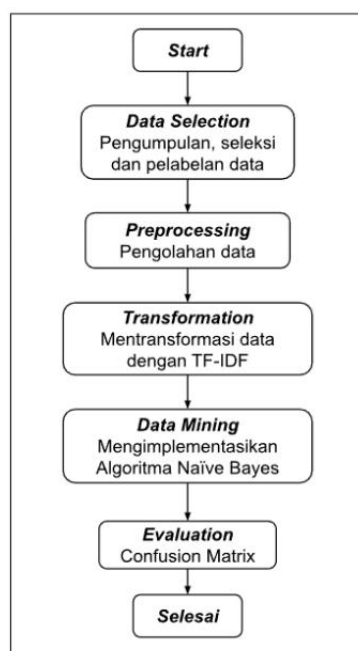 Start
Data Selection
Pengumpulan, seleksi
dan pelabelan data
Preprocessing
Pengolahan data
Transformation
Mentransformasi data
dengan TF-IDF
Data Mining
Mengimplementasikan
Algoritma Naïve Bayes
Evaluation
Confusion Matrix
Selesai